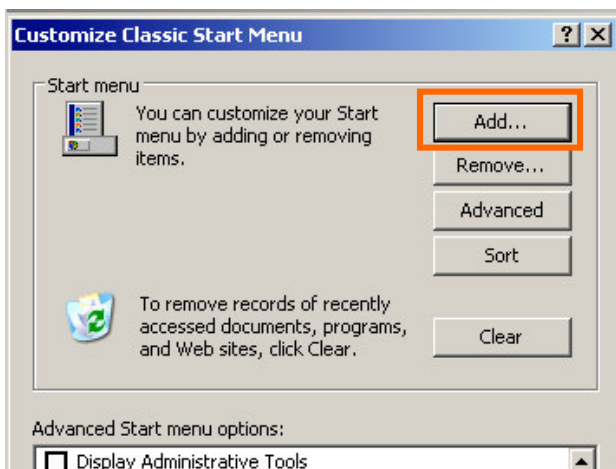 Customize Classic Start Menu
Start menu
You can customize your Start
menu by adding or removing
items.
Add...
Remove...
Advanced
Sort
To remove records of recently
accessed documents, programs,
and Web sites, click Clear.
Clear
Advanced Start menu options:
Display Administrative Tools